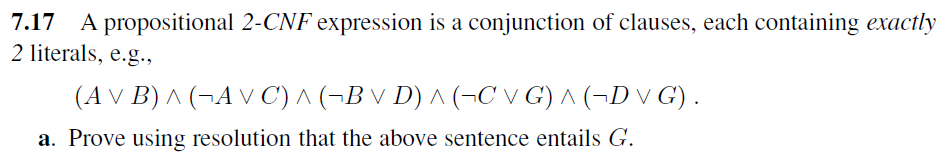 7.17 A propositional 2-CNF expression is a conjunction of clauses, each containing exactly
2 literals, e.g.,
(A ∨ B) ∧ (¬A ∨ C) ∧ (¬B ∨ D) ∧ (¬C ∨ G) ∧ (¬D ∨ G) .
a. Prove using resolution that the above sentence entails G.